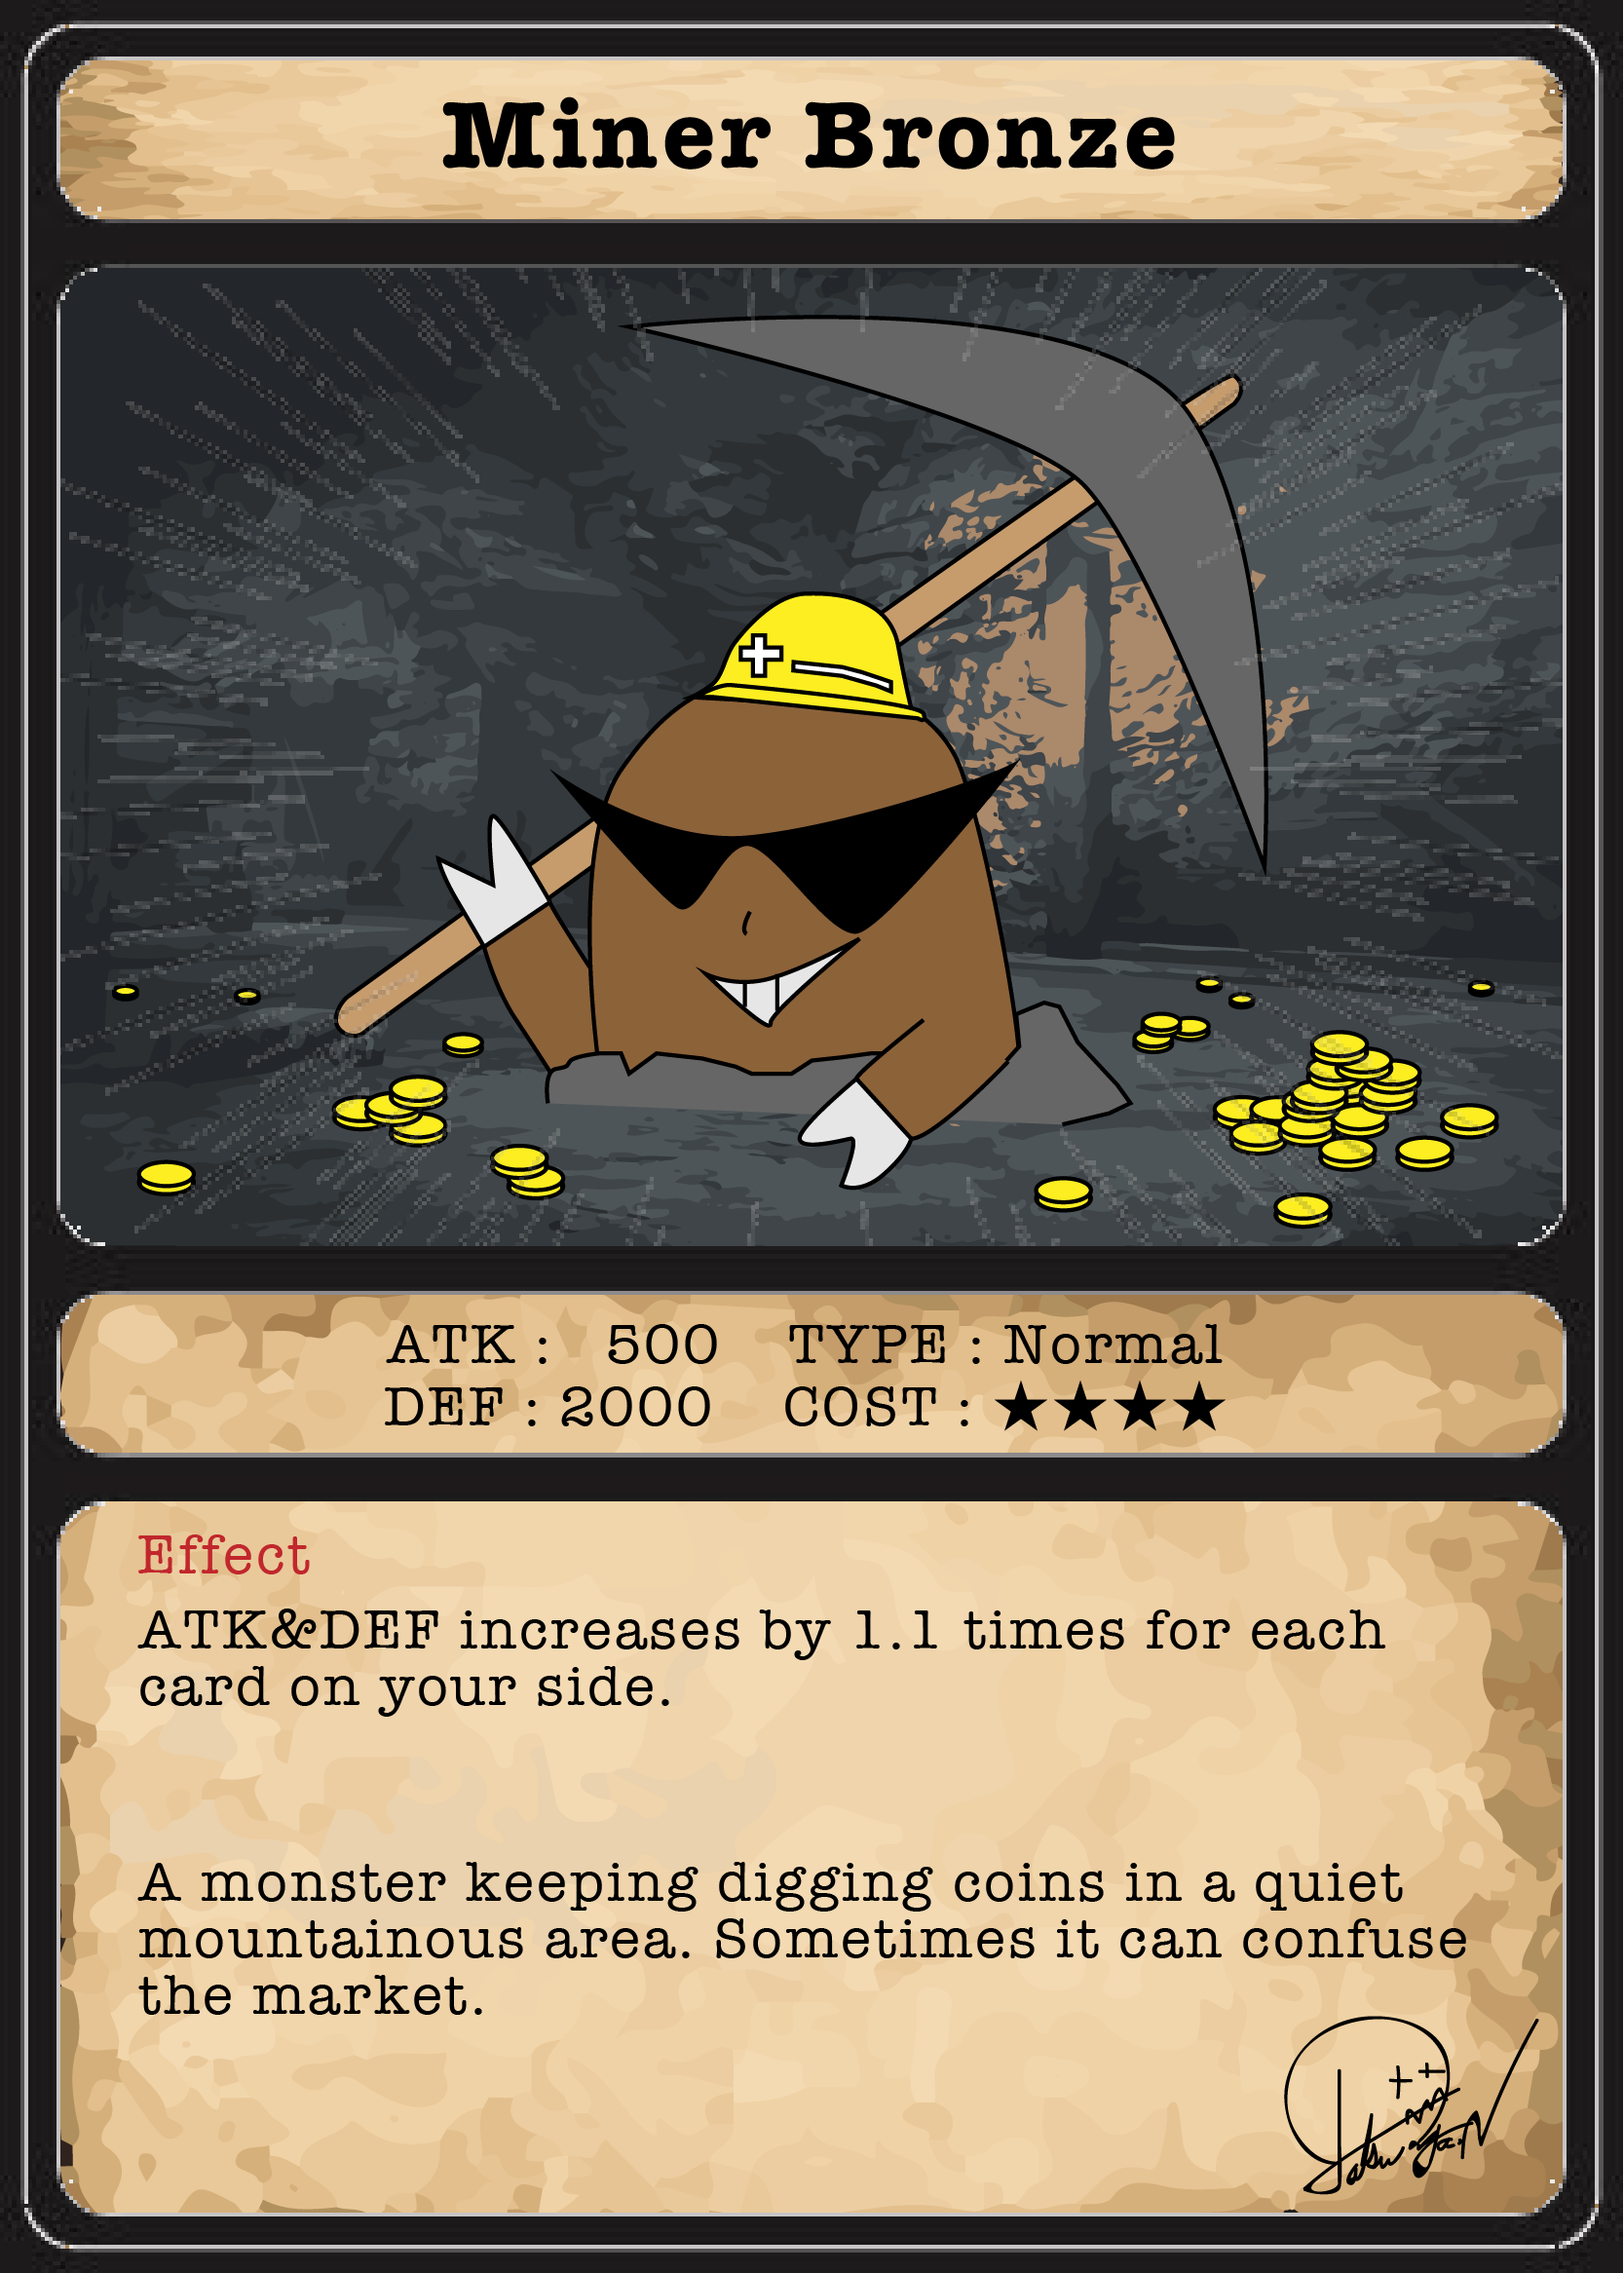 Miner Bronze
ATK : 500 TYPE : Normal
DEF : 2000 COST : ★★★★
Effect
ATK&DEF increases by 1.1 times for each
card on your side.
A monster keeping digging coins in a quiet
mountainous area. Sometimes it can confuse
the market.